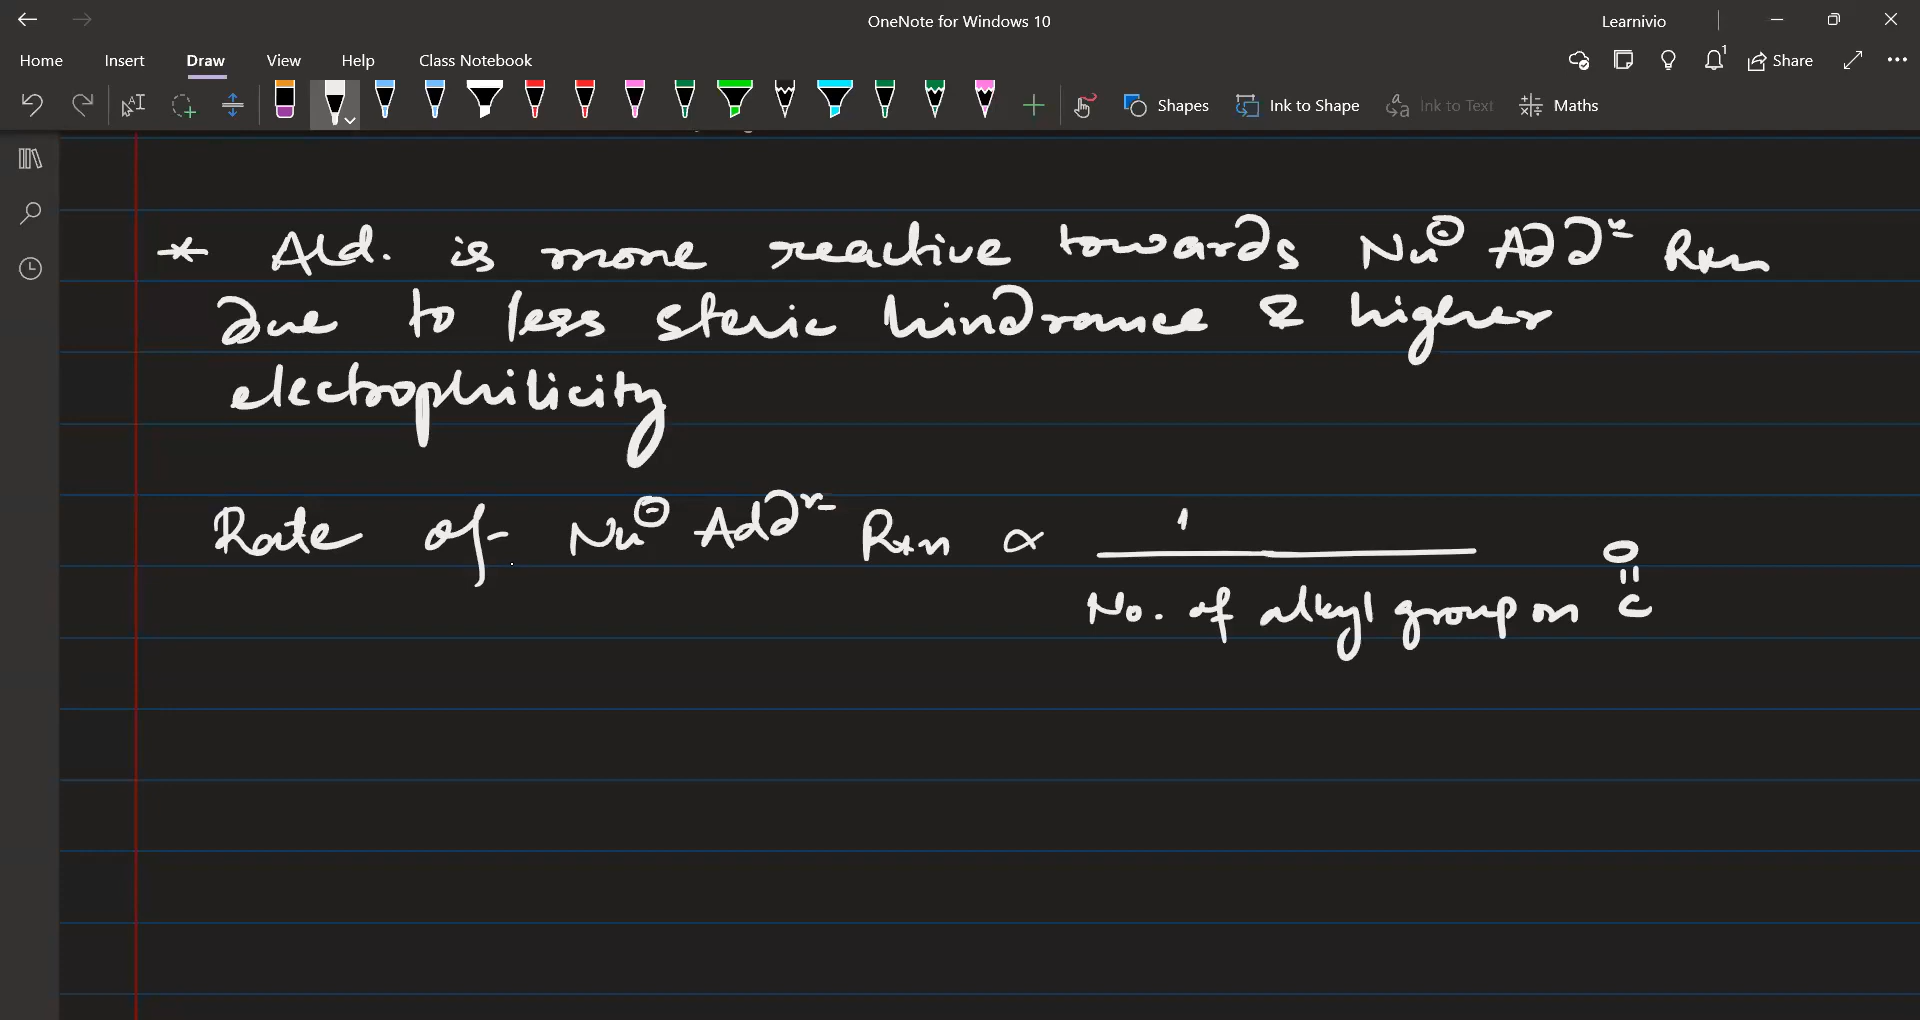 OneNote for Windows 10
Learnivio
Home Insert Draw View Help Class Notebook
1
Share
Shapes Ink to Shape Ink to Text Maths
* Ald. is more reactive towards Nu⊖ Addⁿ Rxn
due to less steric hindrance & higher
electrophilicity
Rate of Nu⊖ Addⁿ Rxn ∝ 1
No. of alkyl group on C
O